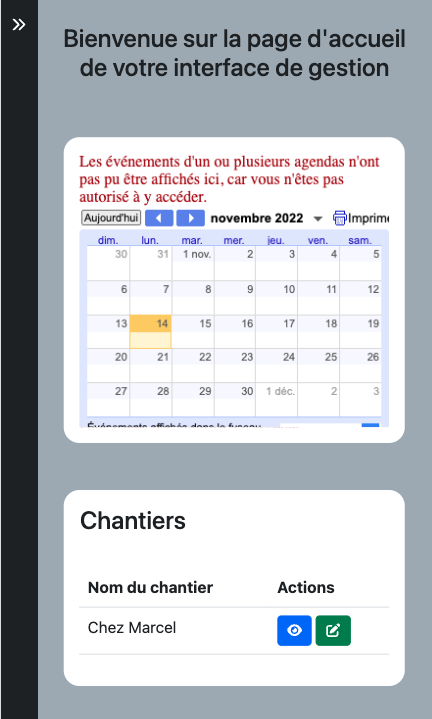 Bienvenue sur la page d'accueil
de votre interface de gestion
Les événements d'un ou plusieurs agendas n'ont
pas pu être affichés ici, car vous n'êtes pas
autorisé à y accéder.
Aujourd'hui novembre 2022 Imprime
dim. lun. mar. mer. jeu. ven. sam.
30 31 1 nov. 2 3 4 5
6 7 8 9 10 11 12
13 14 15 16 17 18 19
20 21 22 23 24 25 26
27 28 29 30 1 déc. 2 3
Événements affichés dans le fuseau
Chantiers
Nom du chantier Actions
Chez Marcel